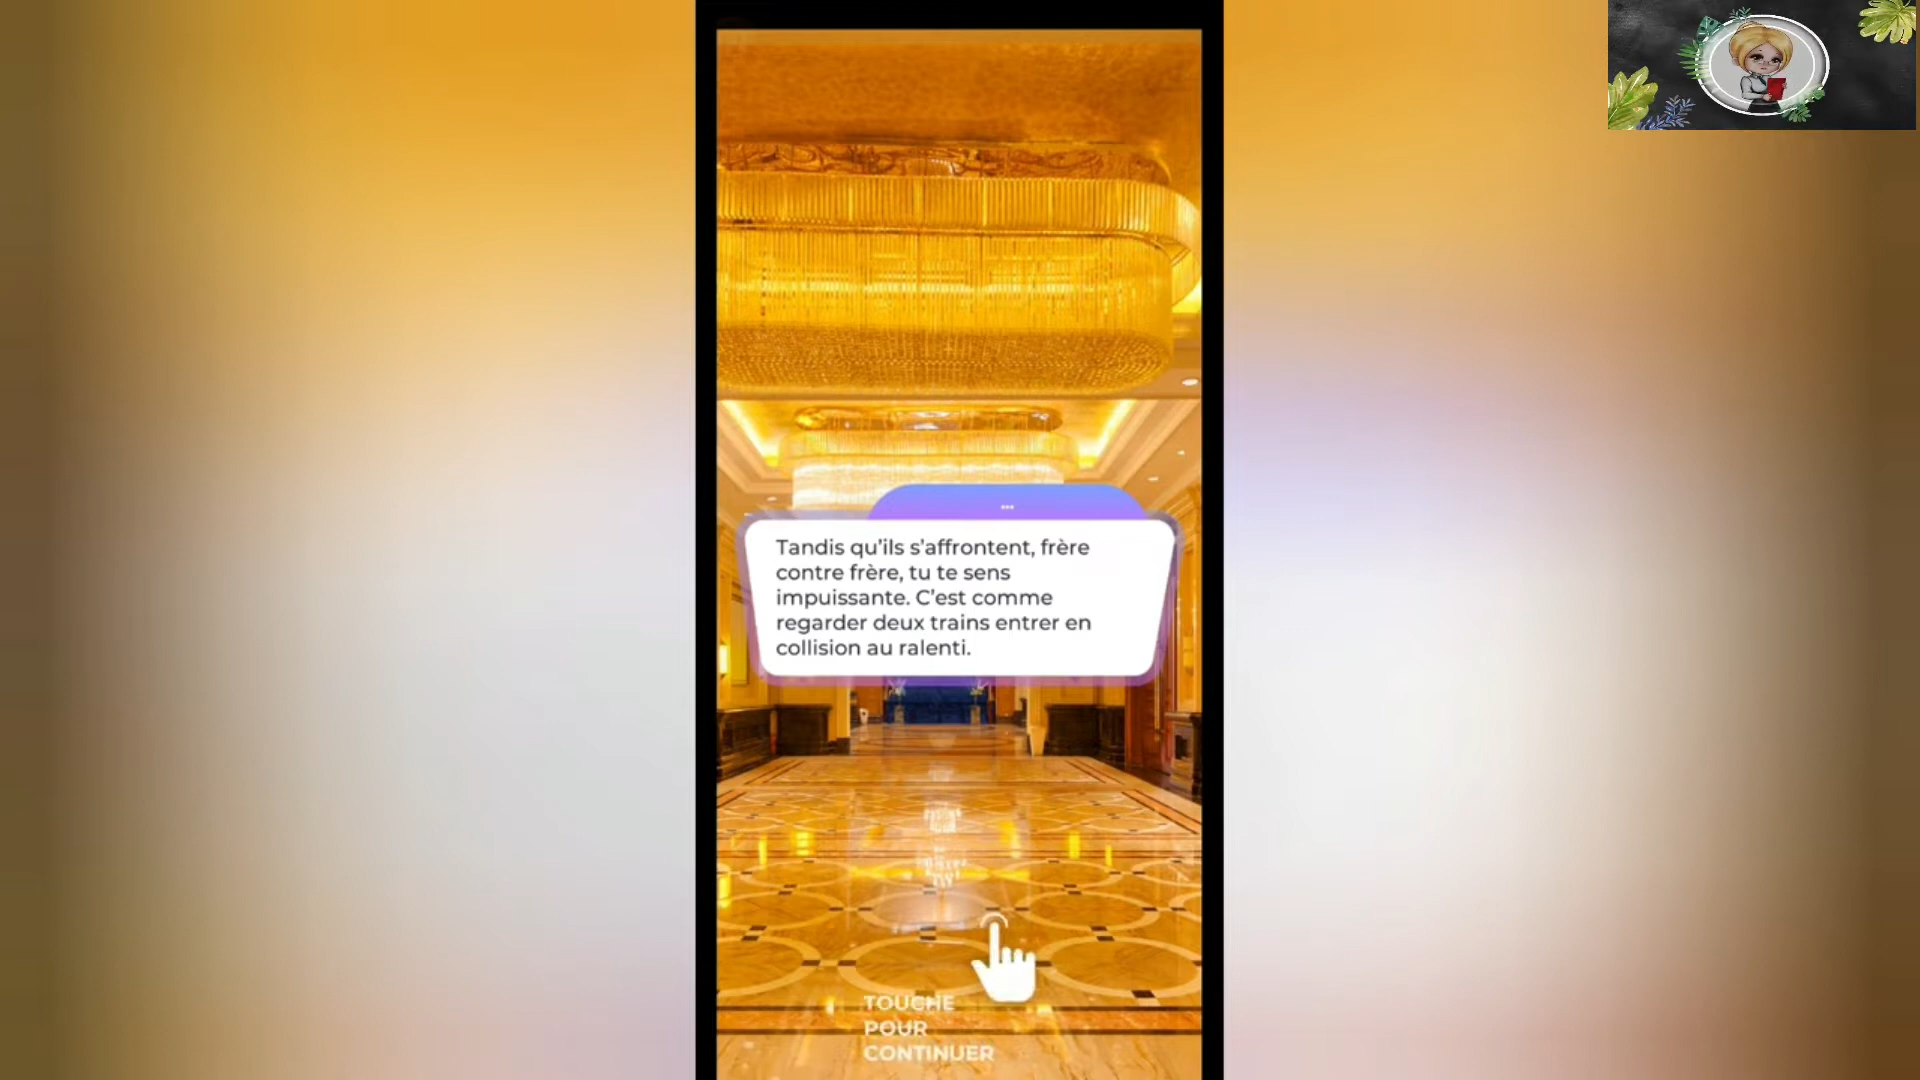 ...
Tandis qu'ils s'affrontent, frère
contre frère, tu te sens
impuissante. C'est comme
regarder deux trains entrer en
collision au ralenti.
TOUCHE
POUR
CONTINUER